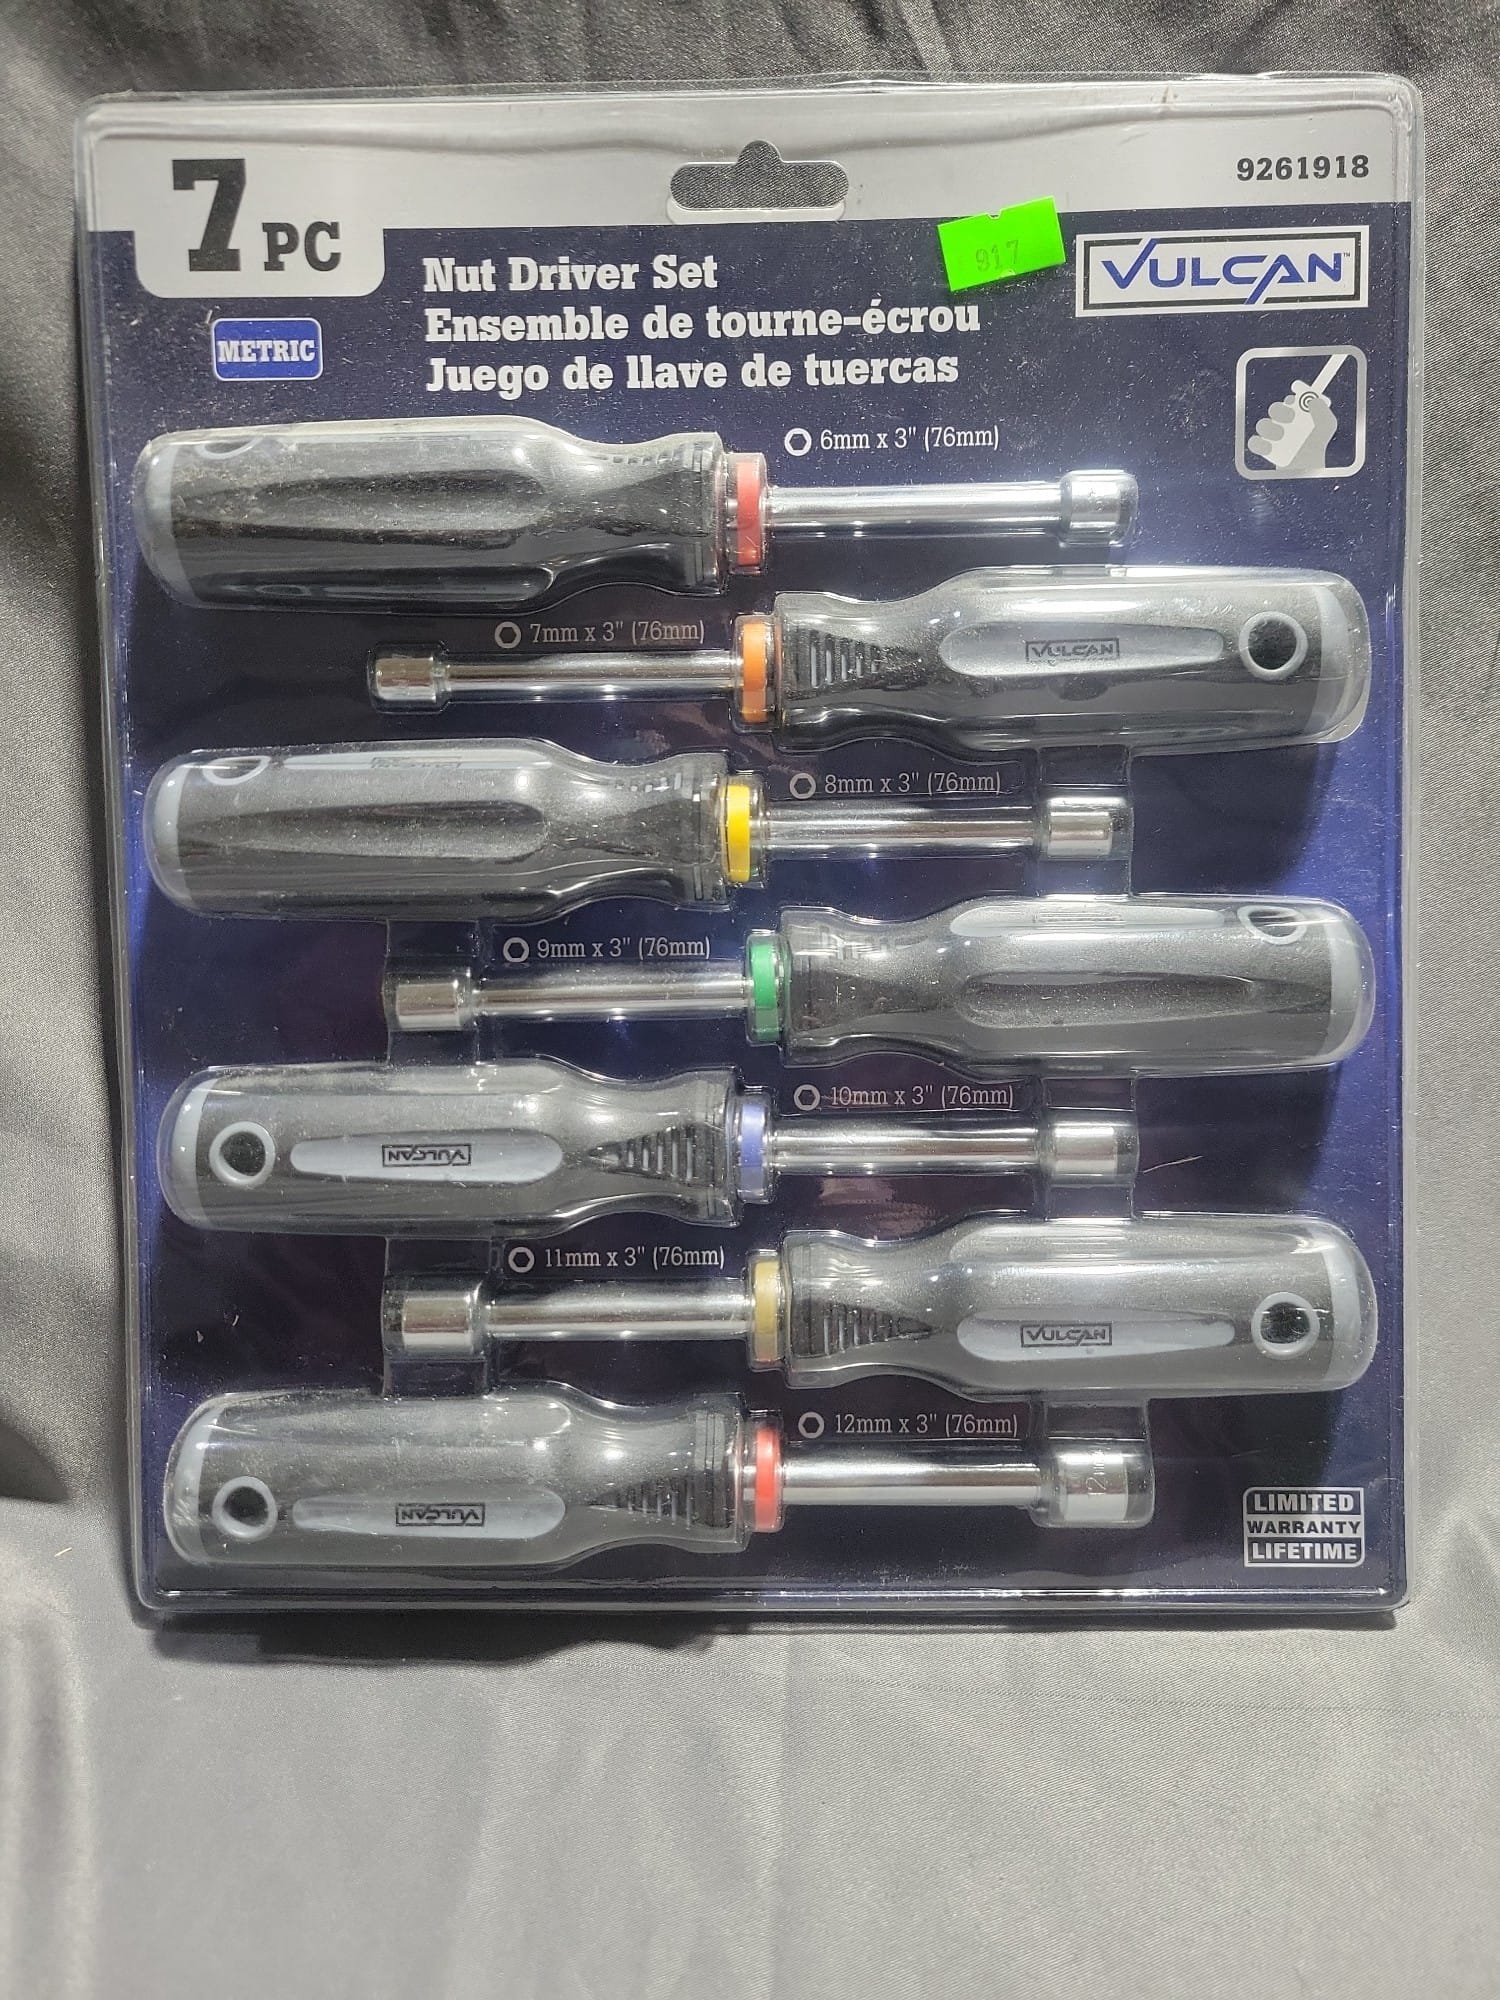 9261918
7 PC
917
VULCAN™
Nut Driver Set
Ensemble de tourne-écrou
Juego de llave de tuercas
METRIC
6mm x 3" (76mm)
7mm x 3" (76mm)
VULCAN
8mm x 3" (76mm)
9mm x 3" (76mm)
10mm x 3" (76mm)
VULCAN
11mm x 3" (76mm)
VULCAN
12mm x 3" (76mm)
VULCAN
LIMITED
WARRANTY
LIFETIME